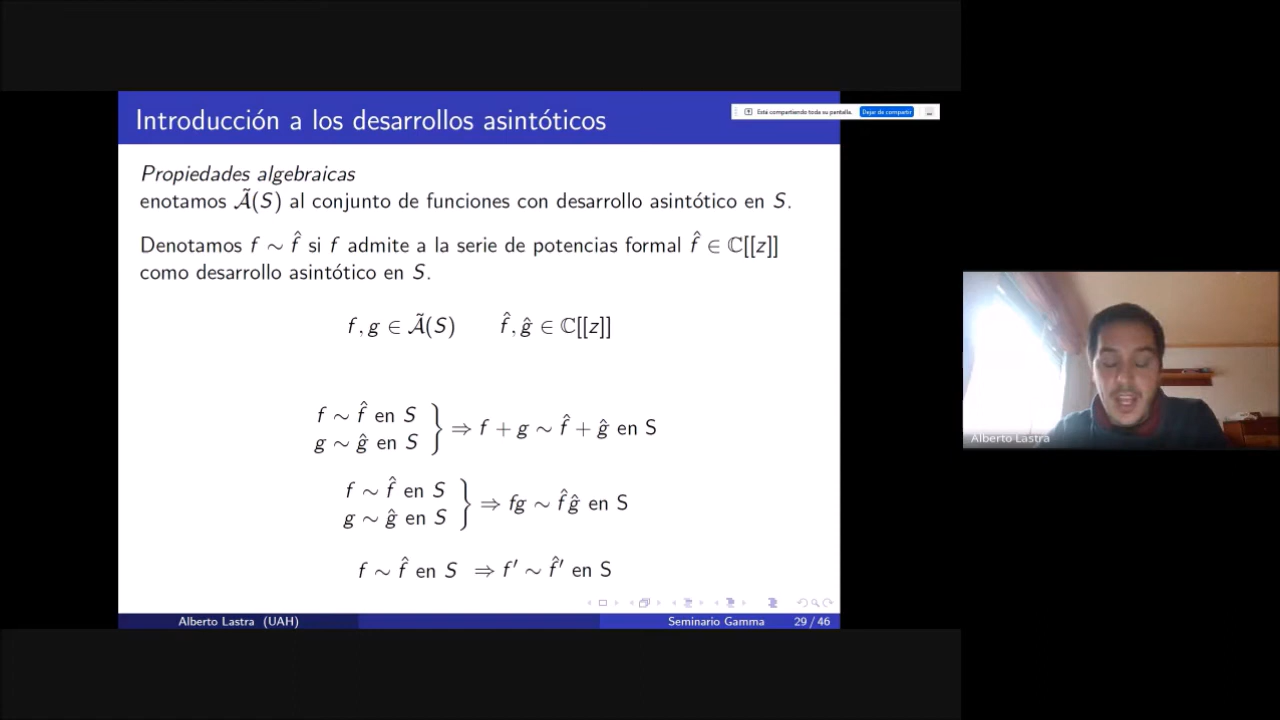 Introducción a los desarrollos asintóticos
Está compartiendo toda su pantalla. Dejar de compartir
Propiedades algebraicas
enotamos Ã(S) al conjunto de funciones con desarrollo asintótico en S.
Denotamos f ∼ f̂ si f admite a la serie de potencias formal f̂ ∈ ℂ[[z]]
como desarrollo asintótico en S.
f, g ∈ Ã(S) f̂, ĝ ∈ ℂ[[z]]
f ∼ f̂ en S
g ∼ ĝ en S } ⇒ f + g ∼ f̂ + ĝ en S
f ∼ f̂ en S
g ∼ ĝ en S } ⇒ fg ∼ f̂ĝ en S
f ∼ f̂ en S ⇒ f′ ∼ f̂′ en S
Alberto Lastra (UAH) Seminario Gamma 29 / 46
Alberto Lastra